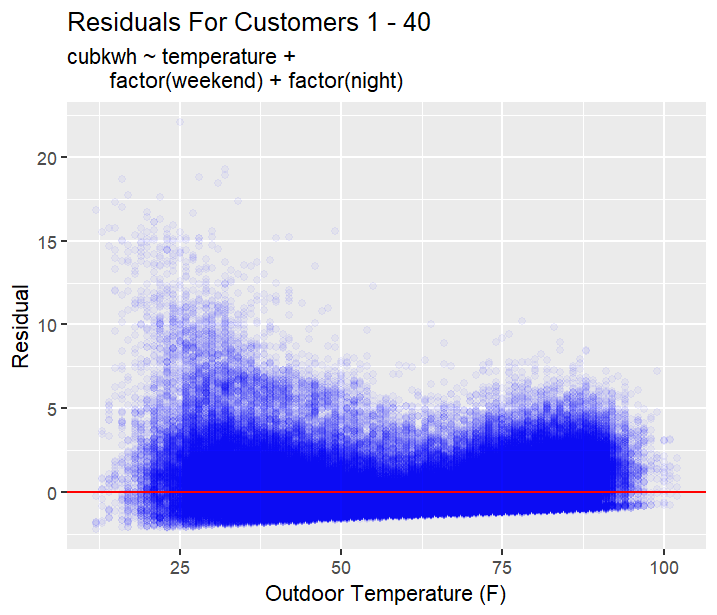 Residuals For Customers 1 - 40
cubkwh ~ temperature +
factor(weekend) + factor(night)
Residual
20
15
10
5
0
25
50
75
100
Outdoor Temperature (F)